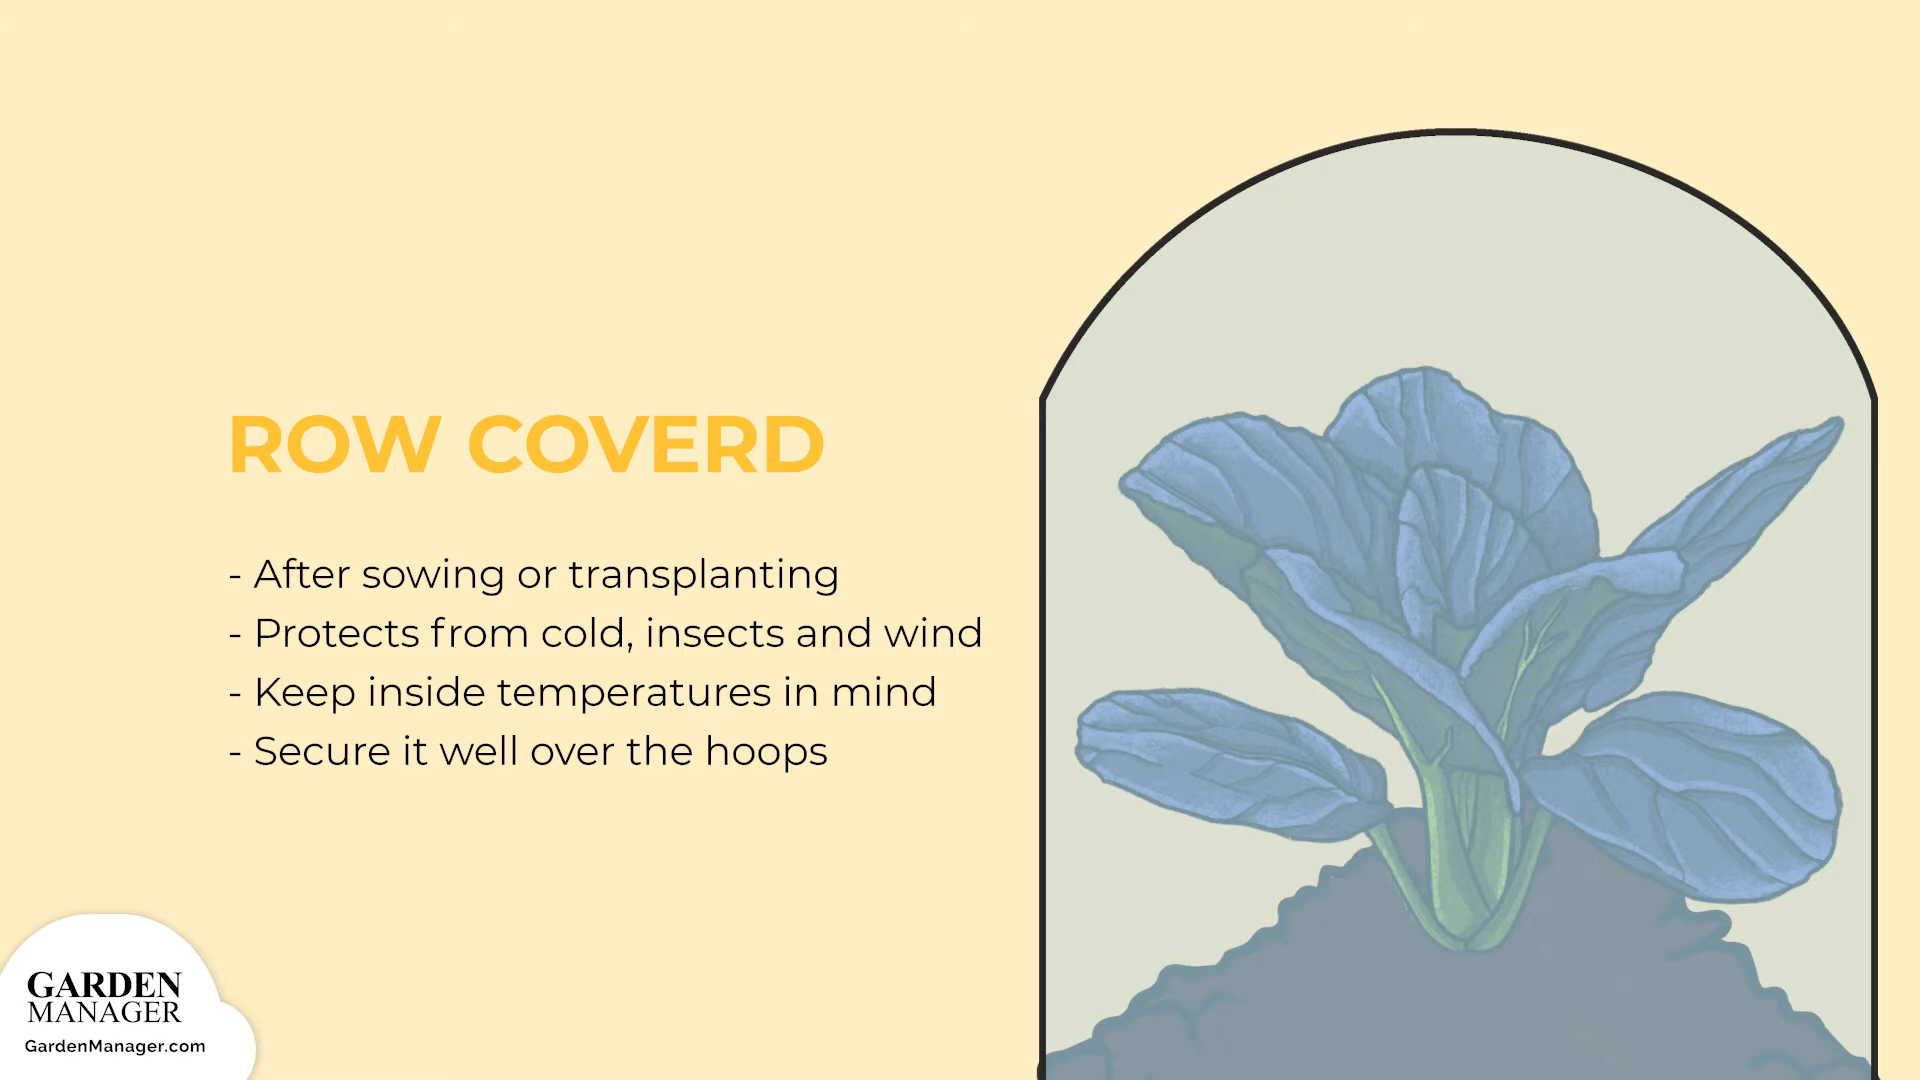 ROW COVERD
- After sowing or transplanting
- Protects from cold, insects and wind
- Keep inside temperatures in mind
- Secure it well over the hoops
GARDEN
MANAGER
GardenManager.com